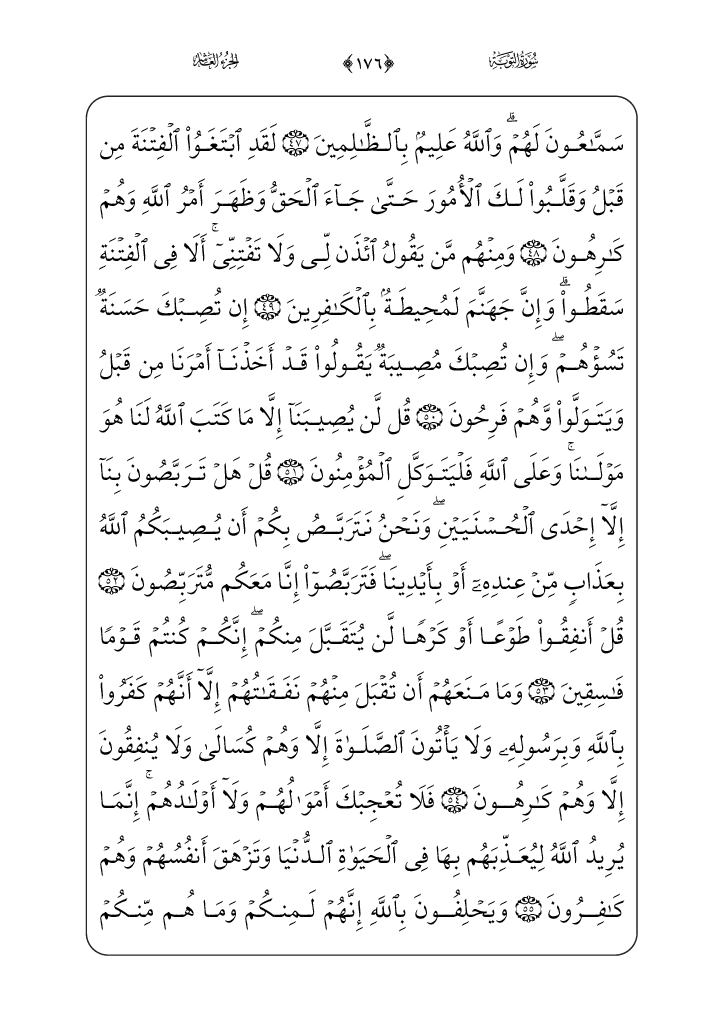 سُورَةُ التَّوۡبَةِ ﴿١٧٦﴾ الجُزۡءُ العَاشِرُ
سَمَّٰعُونَ لَهُمۡۗ وَٱللَّهُ عَلِيمُۢ بِٱلظَّٰلِمِينَ ٤٧ لَقَدِ ٱبۡتَغَوُاْ ٱلۡفِتۡنَةَ مِن
قَبۡلُ وَقَلَّبُواْ لَكَ ٱلۡأُمُورَ حَتَّىٰ جَآءَ ٱلۡحَقُّ وَظَهَرَ أَمۡرُ ٱللَّهِ وَهُمۡ
كَٰرِهُونَ ٤٨ وَمِنۡهُم مَّن يَقُولُ ٱئۡذَن لِّي وَلَا تَفۡتِنِّيٓۚ أَلَا فِي ٱلۡفِتۡنَةِ
سَقَطُواْۗ وَإِنَّ جَهَنَّمَ لَمُحِيطَةُۢ بِٱلۡكَٰفِرِينَ ٤٩ إِن تُصِبۡكَ حَسَنَةٞ
تَسُؤۡهُمۡۖ وَإِن تُصِبۡكَ مُصِيبَةٞ يَقُولُواْ قَدۡ أَخَذۡنَآ أَمۡرَنَا مِن قَبۡلُ
وَيَتَوَلَّواْ وَّهُمۡ فَرِحُونَ ٥٠ قُل لَّن يُصِيبَنَآ إِلَّا مَا كَتَبَ ٱللَّهُ لَنَا هُوَ
مَوۡلَىٰنَاۚ وَعَلَى ٱللَّهِ فَلۡيَتَوَكَّلِ ٱلۡمُؤۡمِنُونَ ٥١ قُلۡ هَلۡ تَرَبَّصُونَ بِنَآ
إِلَّآ إِحۡدَى ٱلۡحُسۡنَيَيۡنِۖ وَنَحۡنُ نَتَرَبَّصُ بِكُمۡ أَن يُصِيبَكُمُ ٱللَّهُ
بِعَذَابٖ مِّنۡ عِندِهِۦٓ أَوۡ بِأَيۡدِينَاۖ فَتَرَبَّصُوٓاْ إِنَّا مَعَكُم مُّتَرَبِّصُونَ ٥٢
قُلۡ أَنفِقُواْ طَوۡعًا أَوۡ كَرۡهٗا لَّن يُتَقَبَّلَ مِنكُمۡۖ إِنَّكُمۡ كُنتُمۡ قَوۡمٗا
فَٰسِقِينَ ٥٣ وَمَا مَنَعَهُمۡ أَن تُقۡبَلَ مِنۡهُمۡ نَفَقَٰتُهُمۡ إِلَّآ أَنَّهُمۡ كَفَرُواْ
بِٱللَّهِ وَبِرَسُولِهِۦ وَلَا يَأۡتُونَ ٱلصَّلَوٰةَ إِلَّا وَهُمۡ كُسَالَىٰ وَلَا يُنفِقُونَ
إِلَّا وَهُمۡ كَٰرِهُونَ ٥٤ فَلَا تُعۡجِبۡكَ أَمۡوَٰلُهُمۡ وَلَآ أَوۡلَٰدُهُمۡۚ إِنَّمَا
يُرِيدُ ٱللَّهُ لِيُعَذِّبَهُم بِهَا فِي ٱلۡحَيَوٰةِ ٱلدُّنۡيَا وَتَزۡهَقَ أَنفُسُهُمۡ وَهُمۡ
كَٰفِرُونَ ٥٥ وَيَحۡلِفُونَ بِٱللَّهِ إِنَّهُمۡ لَمِنكُمۡ وَمَا هُم مِّنكُمۡ